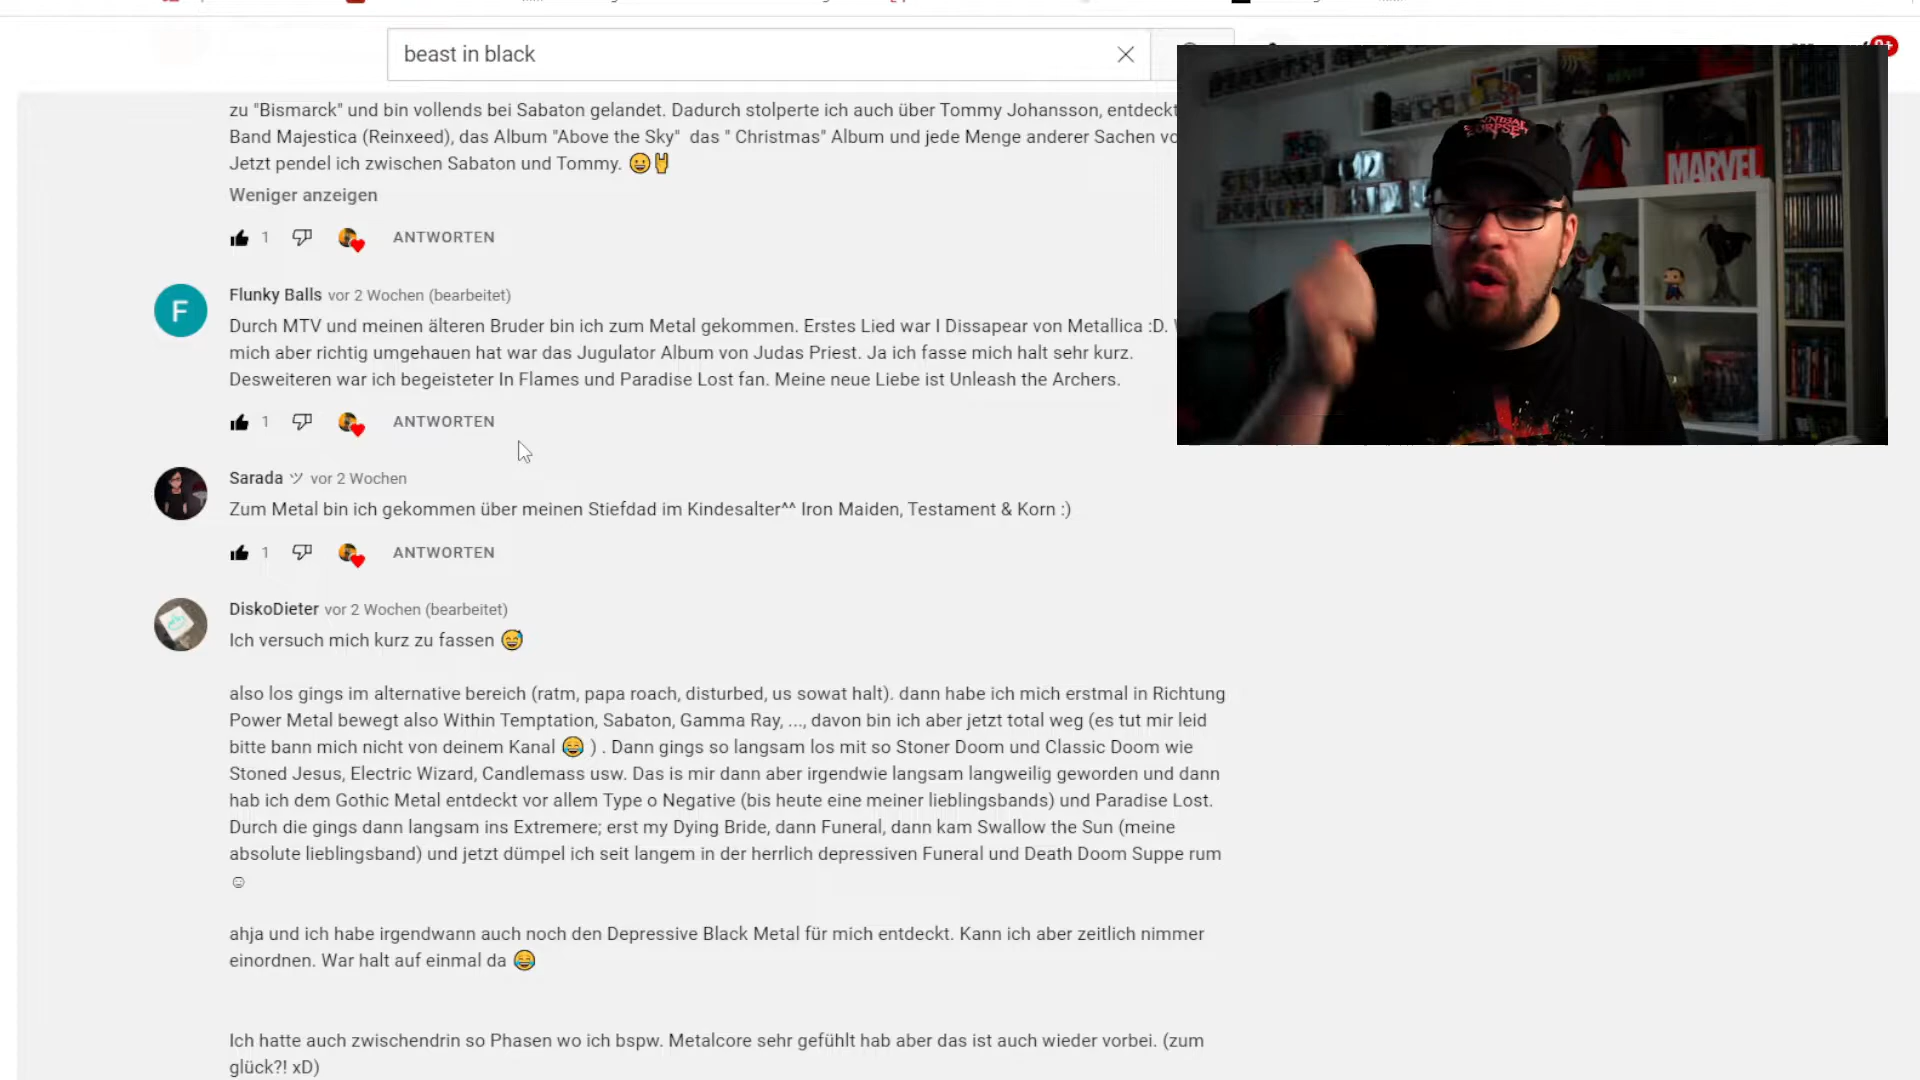 beast in black
zu "Bismarck" und bin vollends bei Sabaton gelandet. Dadurch stolperte ich auch über Tommy Johansson, entdeckt
Band Majestica (Reinxeed), das Album "Above the Sky" das " Christmas" Album und jede Menge anderer Sachen vo
Jetzt pendel ich zwischen Sabaton und Tommy. 😀🤘
Weniger anzeigen
1 ANTWORTEN
F
Flunky Balls vor 2 Wochen (bearbeitet)
Durch MTV und meinen älteren Bruder bin ich zum Metal gekommen. Erstes Lied war I Dissapear von Metallica :D.
mich aber richtig umgehauen hat war das Jugulator Album von Judas Priest. Ja ich fasse mich halt sehr kurz.
Desweiteren war ich begeisteter In Flames und Paradise Lost fan. Meine neue Liebe ist Unleash the Archers.
1 ANTWORTEN
Sarada ツ vor 2 Wochen
Zum Metal bin ich gekommen über meinen Stiefdad im Kindesalter^^ Iron Maiden, Testament & Korn :)
1 ANTWORTEN
DiskoDieter vor 2 Wochen (bearbeitet)
Ich versuch mich kurz zu fassen 😅
also los gings im alternative bereich (ratm, papa roach, disturbed, us sowat halt). dann habe ich mich erstmal in Richtung
Power Metal bewegt also Within Temptation, Sabaton, Gamma Ray, ..., davon bin ich aber jetzt total weg (es tut mir leid
bitte bann mich nicht von deinem Kanal 😂 ) . Dann gings so langsam los mit so Stoner Doom und Classic Doom wie
Stoned Jesus, Electric Wizard, Candlemass usw. Das is mir dann aber irgendwie langsam langweilig geworden und dann
hab ich dem Gothic Metal entdeckt vor allem Type o Negative (bis heute eine meiner lieblingsbands) und Paradise Lost.
Durch die gings dann langsam ins Extremere; erst my Dying Bride, dann Funeral, dann kam Swallow the Sun (meine
absolute lieblingsband) und jetzt dümpel ich seit langem in der herrlich depressiven Funeral und Death Doom Suppe rum
☺
ahja und ich habe irgendwann auch noch den Depressive Black Metal für mich entdeckt. Kann ich aber zeitlich nimmer
einordnen. War halt auf einmal da 😂
Ich hatte auch zwischendrin so Phasen wo ich bspw. Metalcore sehr gefühlt hab aber das ist auch wieder vorbei. (zum
glück?! xD)
MARVEL